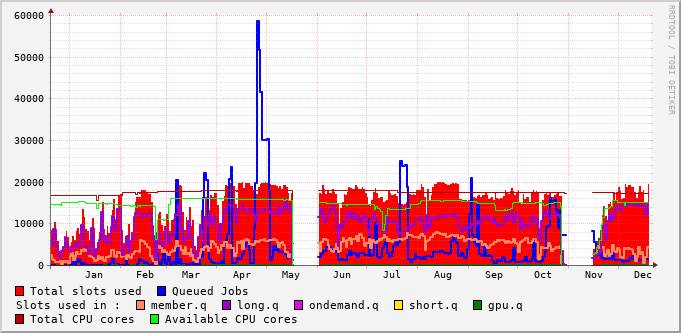 RRDTOOL / TOBI OETIKER
60000
50000
40000
30000
20000
10000
0
Jan Feb Mar Apr May Jun Jul Aug Sep Oct Nov Dec
Total slots used Queued Jobs
Slots used in : member.q long.q ondemand.q short.q gpu.q
Total CPU cores Available CPU cores